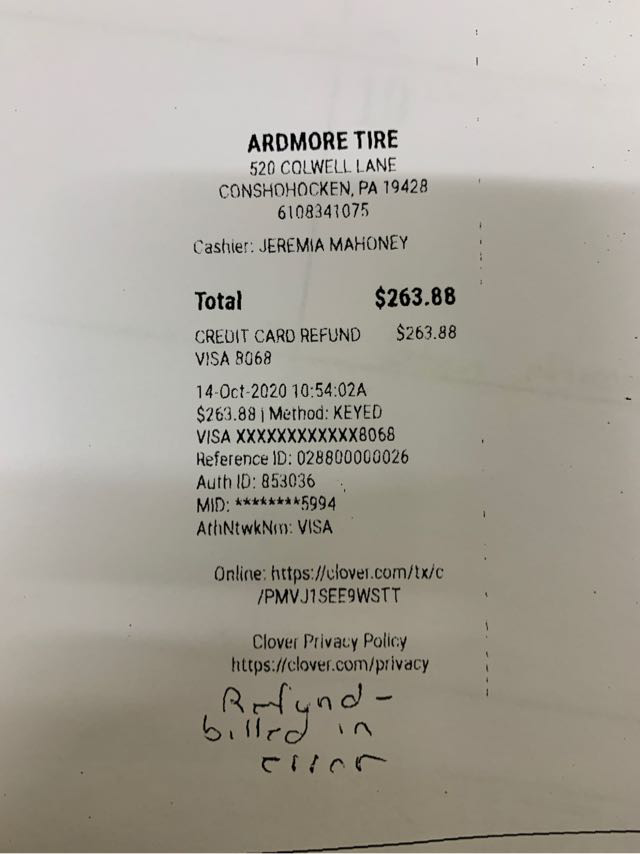 ARDMORE TIRE
520 COLWELL LANE
CONSHOHOCKEN, PA 19428
6108341075
Cashier: JEREMIA MAHONEY
Total $263.88
CREDIT CARD REFUND $263.88
VISA 8068
14-Oct-2020 10:54:02A
$263.88 | Method: KEYED
VISA XXXXXXXXXXXX8068
Reference ID: 028800000026
Auth ID: 853036
MID: ********5994
AthNtwkNm: VISA
Online: https://clover.com/tx/c
/PMVJ1SEE9WSTT
Clover Privacy Policy
https://clover.com/privacy
Refund -
billed in
error